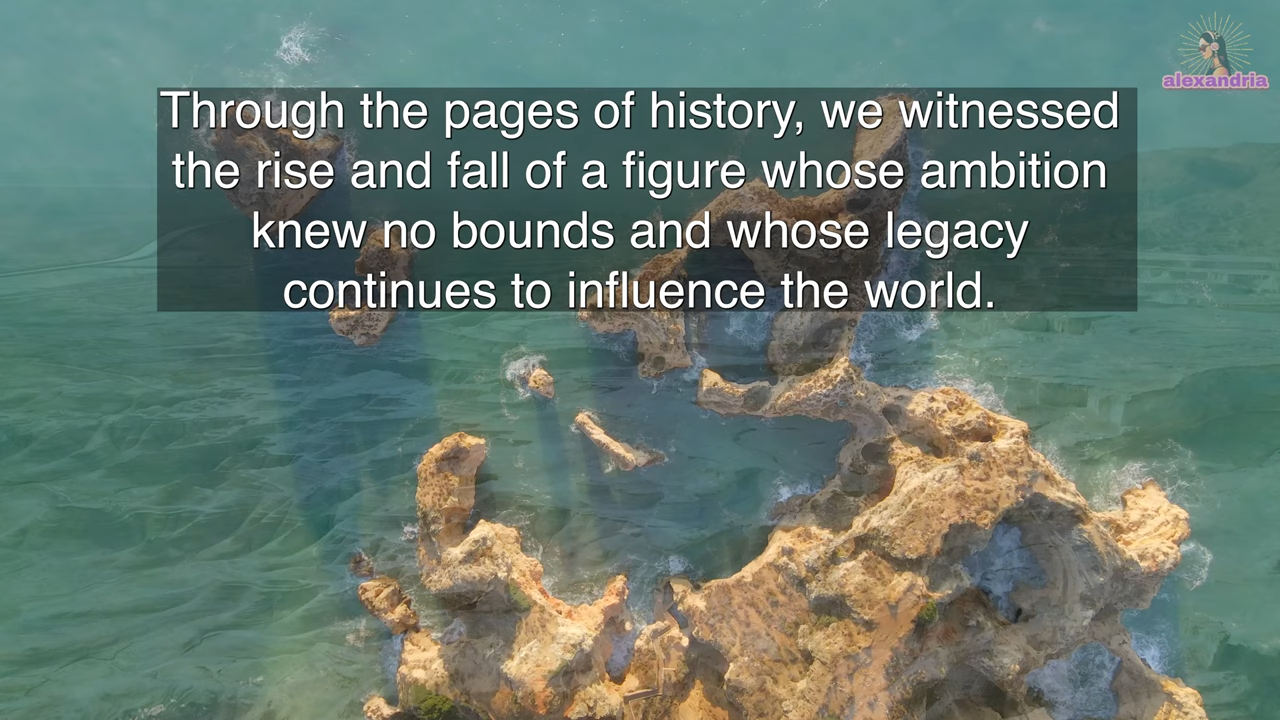 alexandria
Through the pages of history, we witnessed
the rise and fall of a figure whose ambition
knew no bounds and whose legacy
continues to influence the world.